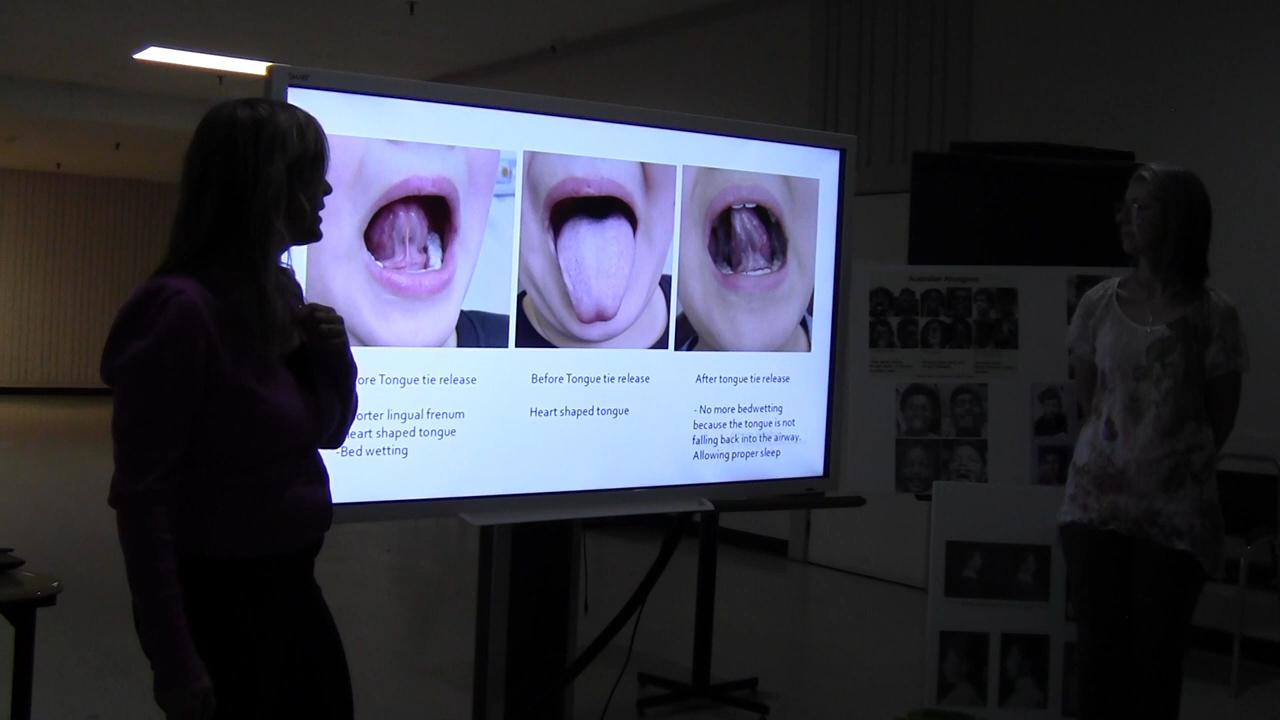 SMART
ore Tongue tie release
orter lingual frenum
eart shaped tongue
-Bed wetting
Before Tongue tie release
Heart shaped tongue
After tongue tie release
- No more bedwetting
because the tongue is not
falling back into the airway.
Allowing proper sleep
Australian Aborigines